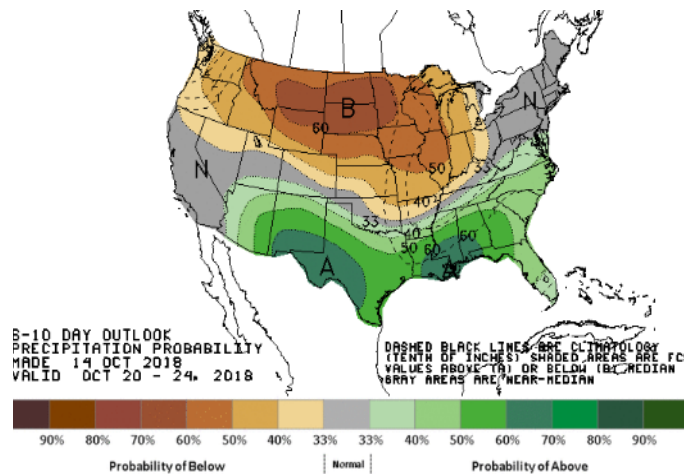 B
N
60
N
50
33
40
33
40
50
60
60
A
A
6-10 DAY OUTLOOK
PRECIPITATION PROBABILITY
MADE 14 OCT 2018
VALID OCT 20 - 24, 2018
DASHED BLACK LINES ARE CLIMATOLOGY
(TENTH OF INCHES) SHADED AREAS ARE FCS
VALUES ABOVE (A) OR BELOW (B) MEDIAN
GRAY AREAS ARE NEAR-MEDIAN
90% 80% 70% 60% 50% 40% 33% 33% 40% 50% 60% 70% 80% 90%
Probability of Below Normal Probability of Above